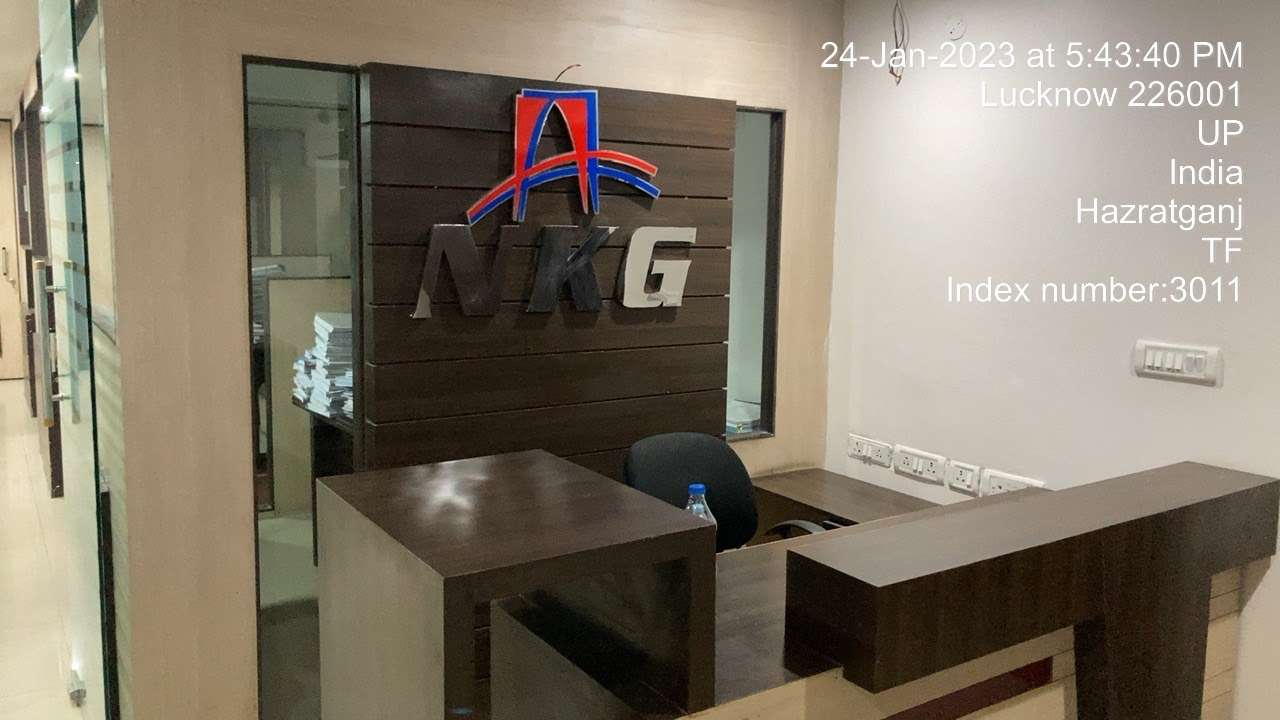 24-Jan-2023 at 5:43:40 PM
Lucknow 226001
UP
India
Hazratganj
TF
Index number:3011
NKG